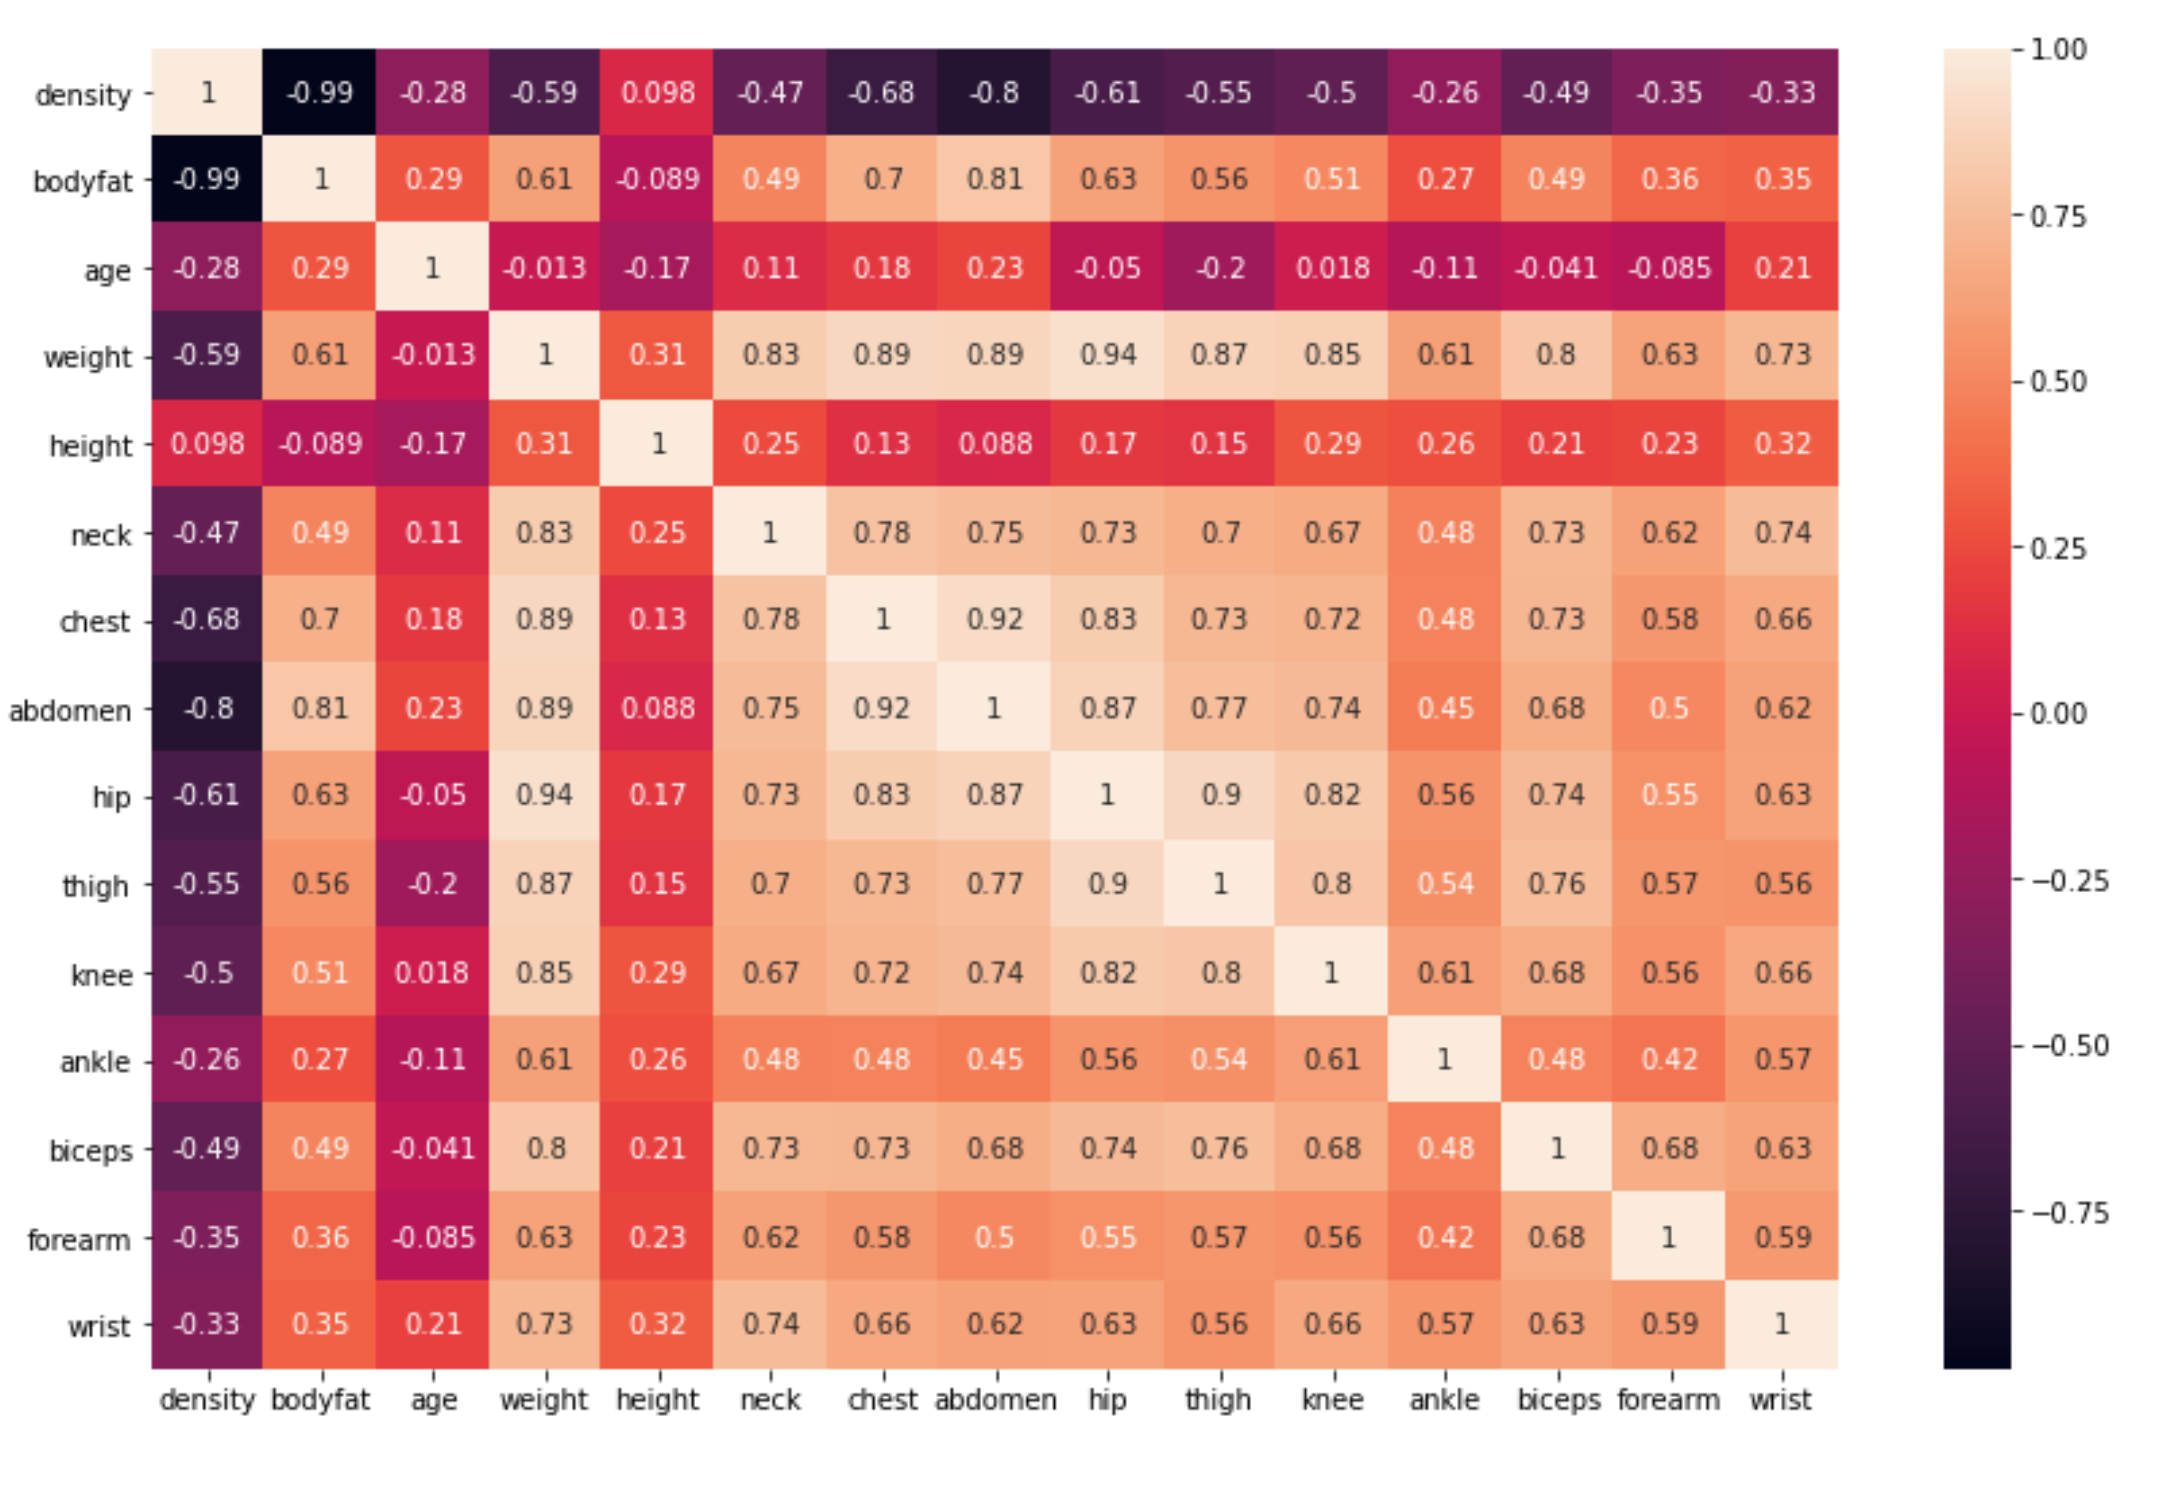 density 1 -0.99 -0.28 -0.59 0.098 -0.47 -0.68 -0.8 -0.61 -0.55 -0.5 -0.26 -0.49 -0.35 -0.33
bodyfat -0.99 1 0.29 0.61 -0.089 0.49 0.7 0.81 0.63 0.56 0.51 0.27 0.49 0.36 0.35
age -0.28 0.29 1 -0.013 -0.17 0.11 0.18 0.23 -0.05 -0.2 0.018 -0.11 -0.041 -0.085 0.21
weight -0.59 0.61 -0.013 1 0.31 0.83 0.89 0.89 0.94 0.87 0.85 0.61 0.8 0.63 0.73
height 0.098 -0.089 -0.17 0.31 1 0.25 0.13 0.088 0.17 0.15 0.29 0.26 0.21 0.23 0.32
neck -0.47 0.49 0.11 0.83 0.25 1 0.78 0.75 0.73 0.7 0.67 0.48 0.73 0.62 0.74
chest -0.68 0.7 0.18 0.89 0.13 0.78 1 0.92 0.83 0.73 0.72 0.48 0.73 0.58 0.66
abdomen -0.8 0.81 0.23 0.89 0.088 0.75 0.92 1 0.87 0.77 0.74 0.45 0.68 0.5 0.62
hip -0.61 0.63 -0.05 0.94 0.17 0.73 0.83 0.87 1 0.9 0.82 0.56 0.74 0.55 0.63
thigh -0.55 0.56 -0.2 0.87 0.15 0.7 0.73 0.77 0.9 1 0.8 0.54 0.76 0.57 0.56
knee -0.5 0.51 0.018 0.85 0.29 0.67 0.72 0.74 0.82 0.8 1 0.61 0.68 0.56 0.66
ankle -0.26 0.27 -0.11 0.61 0.26 0.48 0.48 0.45 0.56 0.54 0.61 1 0.48 0.42 0.57
biceps -0.49 0.49 -0.041 0.8 0.21 0.73 0.73 0.68 0.74 0.76 0.68 0.48 1 0.68 0.63
forearm -0.35 0.36 -0.085 0.63 0.23 0.62 0.58 0.5 0.55 0.57 0.56 0.42 0.68 1 0.59
wrist -0.33 0.35 0.21 0.73 0.32 0.74 0.66 0.62 0.63 0.56 0.66 0.57 0.63 0.59 1
density bodyfat age weight height neck chest abdomen hip thigh knee ankle biceps forearm wrist
1.00
0.75
0.50
0.25
0.00
−0.25
−0.50
−0.75